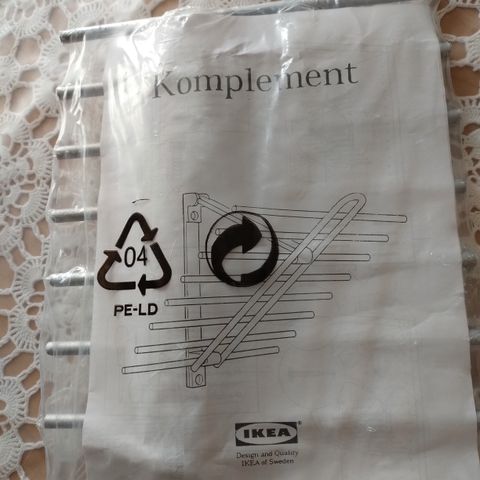 Komplement
04
PE-LD
IKEA
Design and Quality
IKEA of Sweden